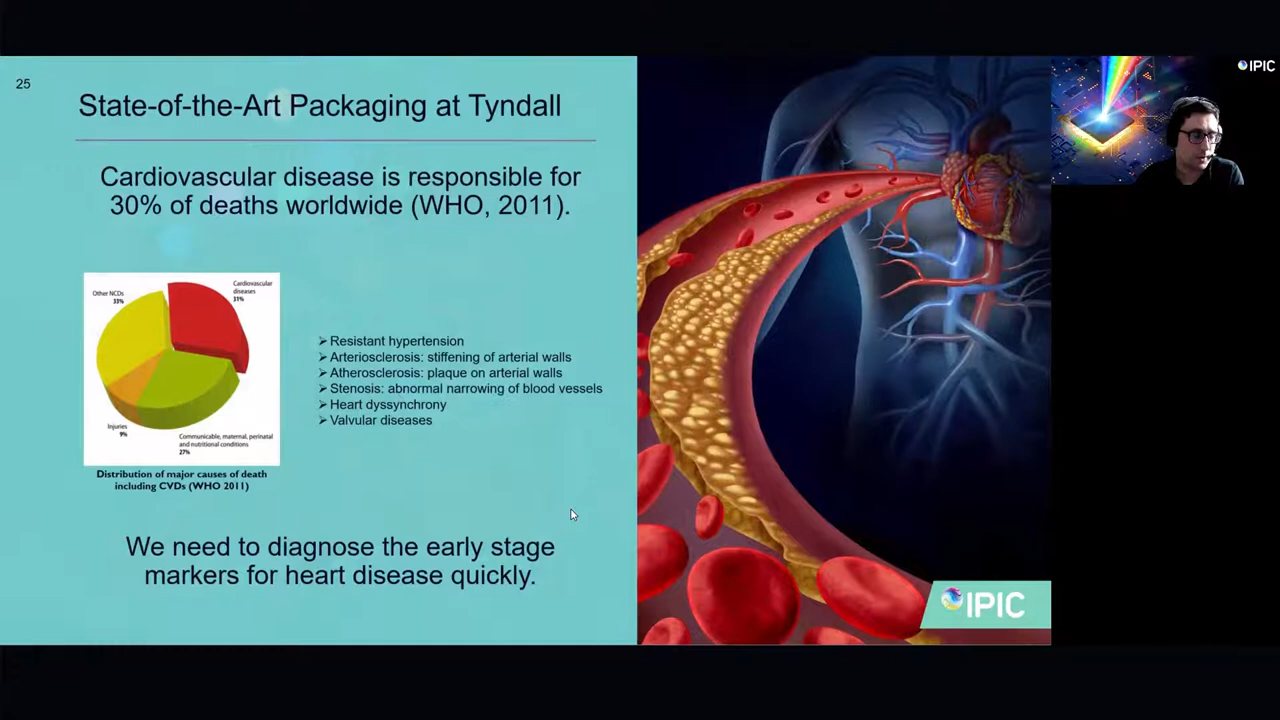 25
State-of-the-Art Packaging at Tyndall
Cardiovascular disease is responsible for
30% of deaths worldwide (WHO, 2011).
Other NCDs
33%
Cardiovascular
diseases
31%
Injuries
9%
Communicable, maternal, perinatal
and nutritional conditions
27%
Distribution of major causes of death
including CVDs (WHO 2011)
➢ Resistant hypertension
➢ Arteriosclerosis: stiffening of arterial walls
➢ Atherosclerosis: plaque on arterial walls
➢ Stenosis: abnormal narrowing of blood vessels
➢ Heart dyssynchrony
➢ Valvular diseases
We need to diagnose the early stage
markers for heart disease quickly.
IPIC
IPIC